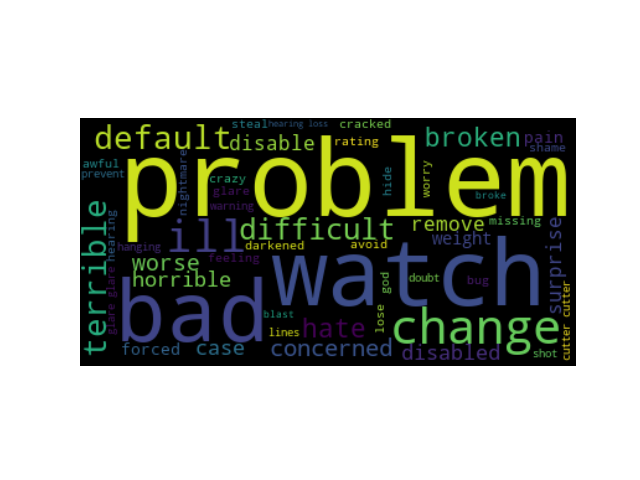 steal hearing loss cracked
default disable rating broken pain
shame
problem
awful
prevent
nightmare
crazy
glare
warning
hide
worry
broke
terrible
hearing
ill difficult remove missing
weight
surprise
hanging
darkened avoid
worse
feeling
watch
horrible
god
doubt
bug
bad
glare glare
blast
lines
hate
lose
change
cutter cutter
forced case concerned disabled shot